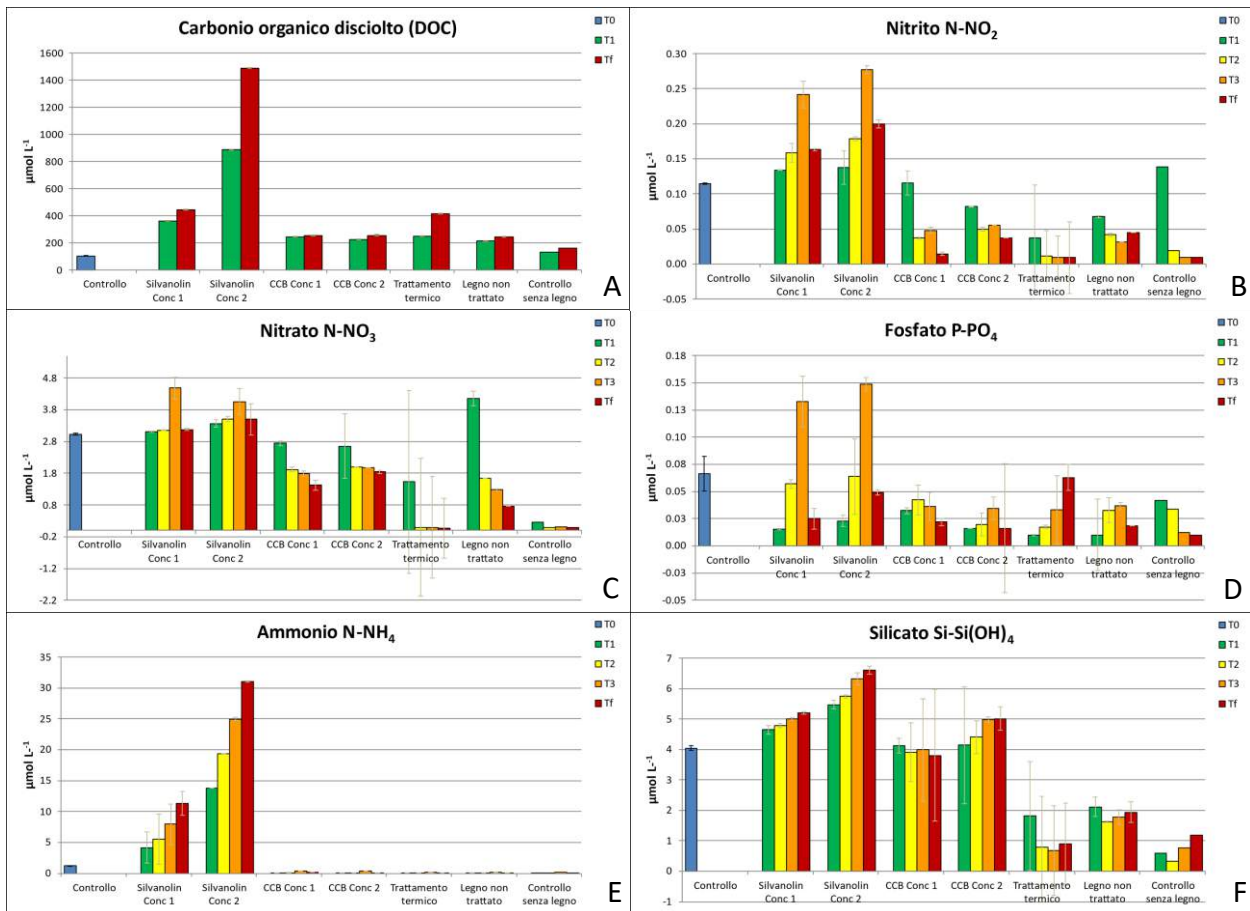 Carbonio organico disciolto (DOC)
µmol L⁻¹
1600
1400
1200
1000
800
600
400
200
0
Controllo
Silvanolin Conc 1
Silvanolin Conc 2
CCB Conc 1
CCB Conc 2
Trattamento termico
Legno non trattato
Controllo senza legno
T0
T1
Tf
A
Nitrito N-NO₂
µmol L⁻¹
0.30
0.25
0.20
0.15
0.10
0.05
0.00
-0.05
Controllo
Silvanolin Conc 1
Silvanolin Conc 2
CCB Conc 1
CCB Conc 2
Trattamento termico
Legno non trattato
Controllo senza legno
T0
T1
T2
T3
Tf
B
Nitrato N-NO₃
µmol L⁻¹
4.8
3.8
2.8
1.8
0.8
-0.2
-1.2
-2.2
Controllo
Silvanolin Conc 1
Silvanolin Conc 2
CCB Conc 1
CCB Conc 2
Trattamento termico
Legno non trattato
Controllo senza legno
T0
T1
T2
T3
Tf
C
Fosfato P-PO₄
µmol L⁻¹
0.18
0.15
0.13
0.10
0.08
0.05
0.03
0.00
-0.03
-0.05
Controllo
Silvanolin Conc 1
Silvanolin Conc 2
CCB Conc 1
CCB Conc 2
Trattamento termico
Legno non trattato
Controllo senza legno
T0
T1
T2
T3
Tf
D
Ammonio N-NH₄
µmol L⁻¹
35
30
25
20
15
10
5
0
Controllo
Silvanolin Conc 1
Silvanolin Conc 2
CCB Conc 1
CCB Conc 2
Trattamento termico
Legno non trattato
Controllo senza legno
T0
T1
T2
T3
Tf
E
Silicato Si-Si(OH)₄
µmol L⁻¹
7
6
5
4
3
2
1
0
-1
Controllo
Silvanolin Conc 1
Silvanolin Conc 2
CCB Conc 1
CCB Conc 2
Trattamento termico
Legno non trattato
Controllo senza legno
T0
T1
T2
T3
Tf
F